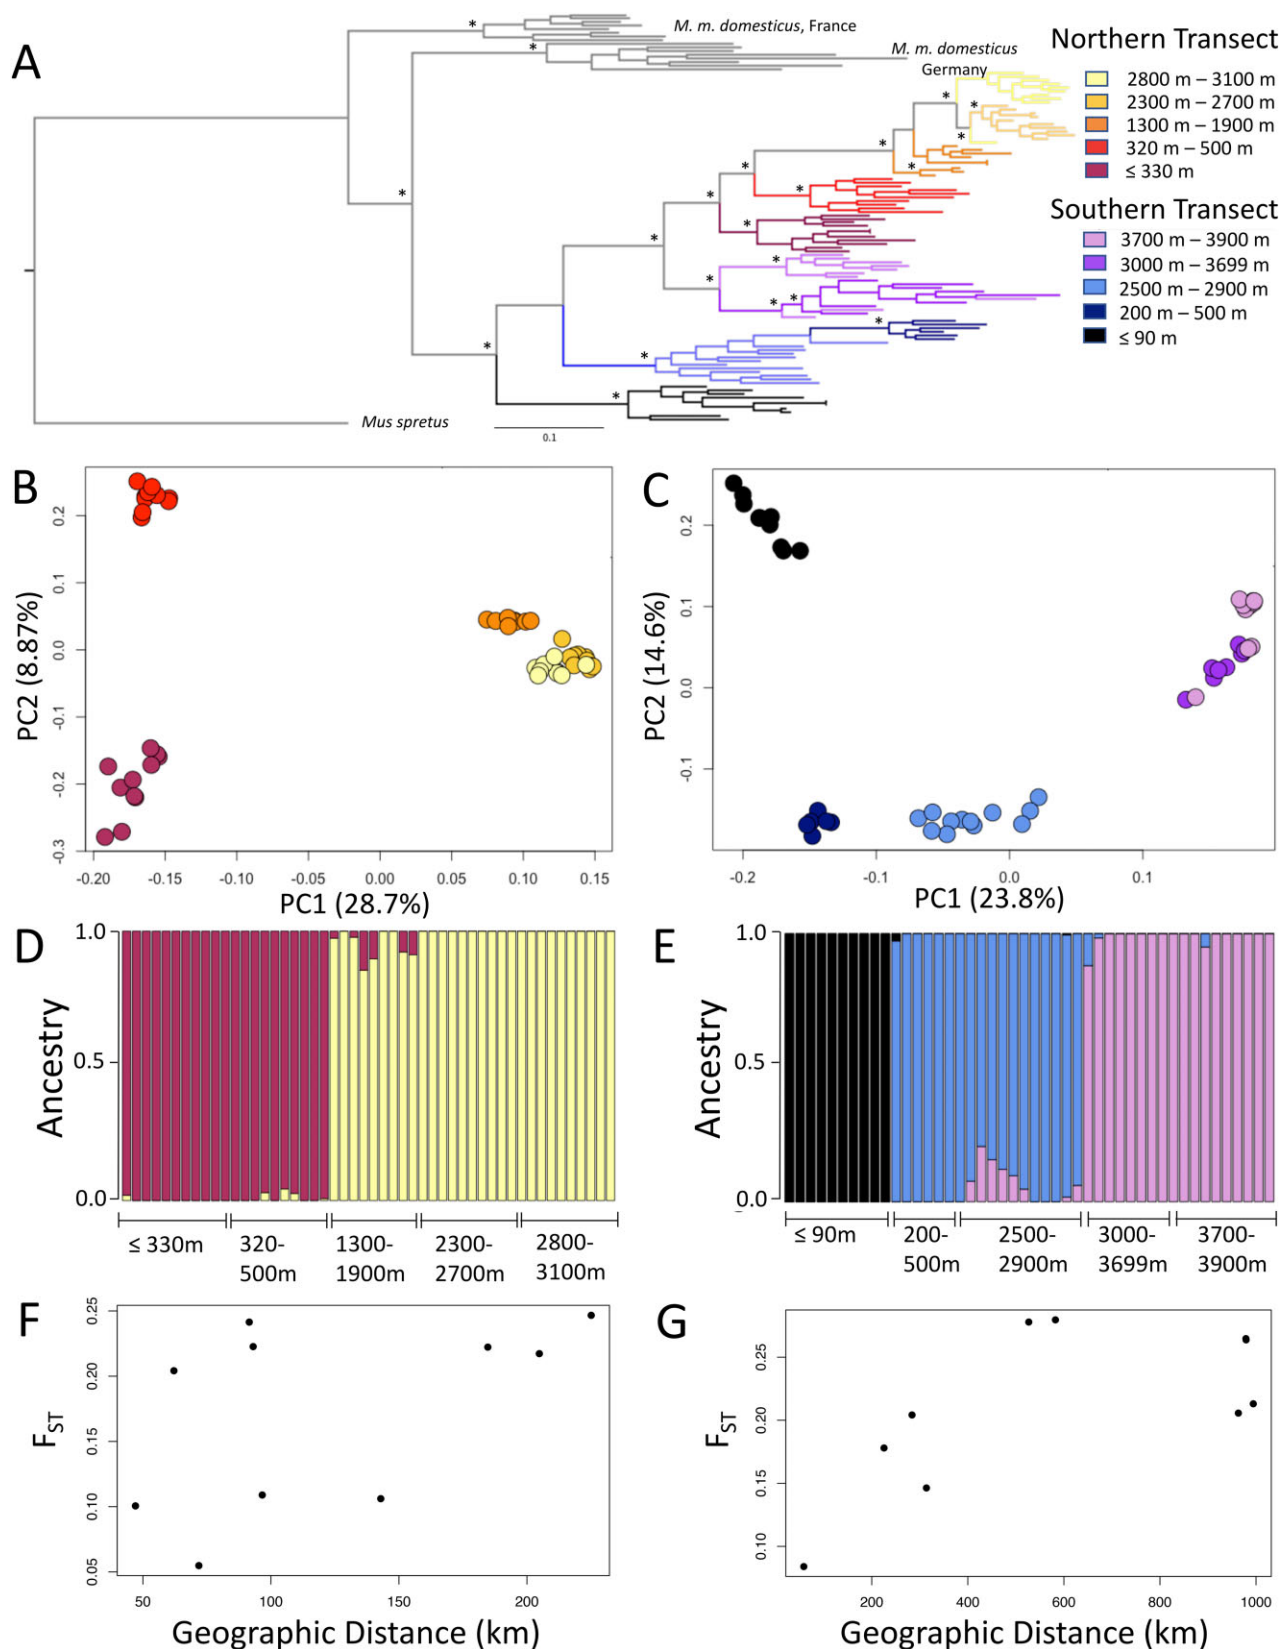 A
M. m. domesticus, France
M. m. domesticus
Germany
Northern Transect
2800 m – 3100 m
2300 m – 2700 m
1300 m – 1900 m
320 m – 500 m
≤ 330 m
Southern Transect
3700 m – 3900 m
3000 m – 3699 m
2500 m – 2900 m
200 m – 500 m
≤ 90 m
* * * * * * * * * * * * * * * * * * * *
Mus spretus
0.1
B
PC2 (8.87%)
0.2
0.1
0.0
-0.1
-0.2
-0.3
-0.20 -0.15 -0.10 -0.05 0.00 0.05 0.10 0.15
PC1 (28.7%)
C
PC2 (14.6%)
0.2
0.1
0.0
-0.1
-0.2 -0.1 0.0 0.1
PC1 (23.8%)
D
Ancestry
1.0
0.5
0.0
≤ 330m 320- 1300- 2300- 2800-
500m 1900m 2700m 3100m
E
Ancestry
1.0
0.5
0.0
≤ 90m 200- 2500- 3000- 3700-
500m 2900m 3699m 3900m
F
FST
0.25
0.20
0.15
0.10
0.05
50 100 150 200
Geographic Distance (km)
G
FST
0.25
0.20
0.15
0.10
200 400 600 800 1000
Geographic Distance (km)